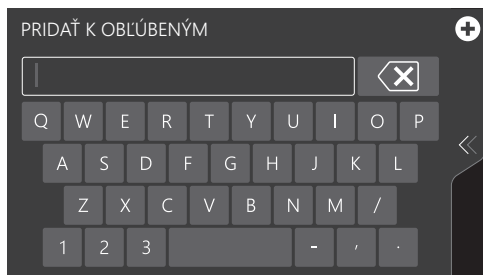 PRIDAŤ K OBĽÚBENÝM
Q W E R T Y U I O P
A S D F G H J K L
Z X C V B N M /
1 2 3 - ′ .